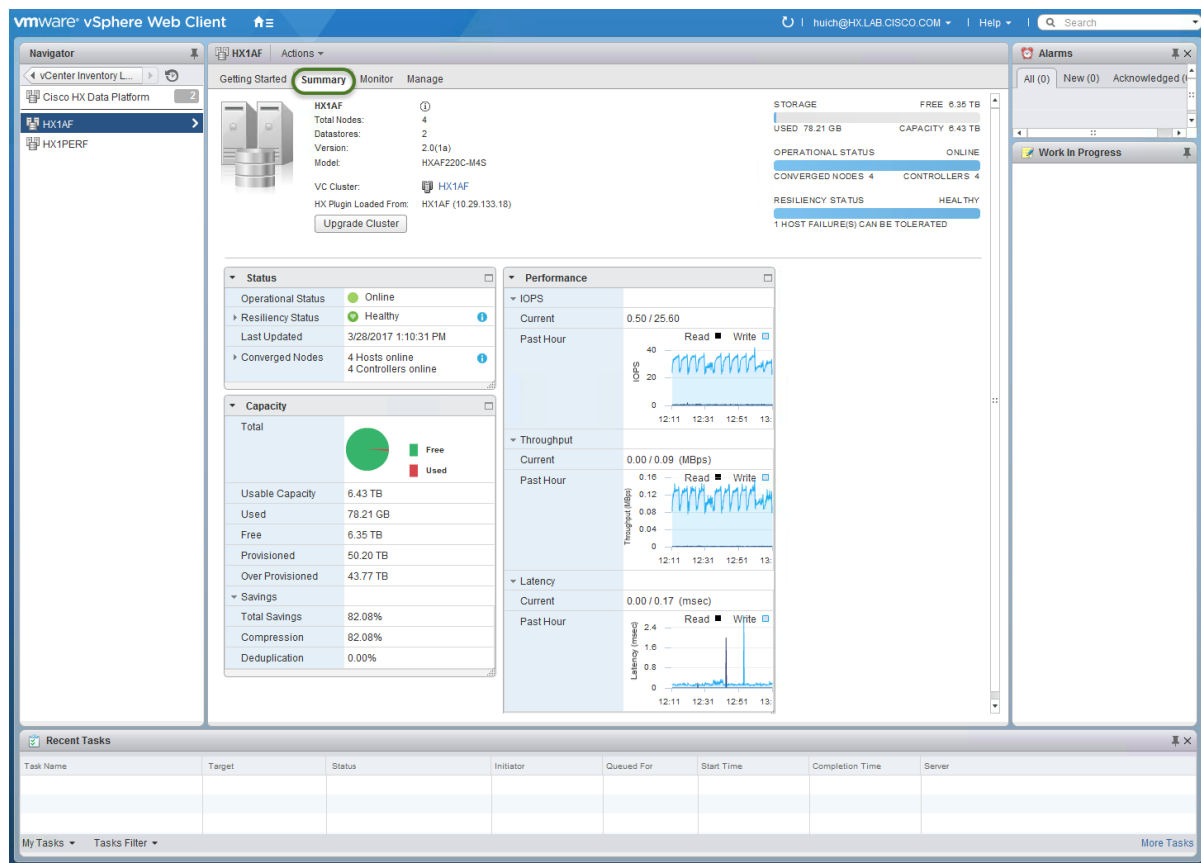 vmware® vSphere Web Client
huich@HX.LAB.CISCO.COM
Help
Search
Navigator
vCenter Inventory L...
Cisco HX Data Platform 2
HX1AF
HX1PERF
HX1AF Actions
Getting Started Summary Monitor Manage
HX1AF
Total Nodes: 4
Datastores: 2
Version: 2.0(1a)
Model: HXAF220C-M4S
VC Cluster: HX1AF
HX Plugin Loaded From: HX1AF (10.29.133.18)
Upgrade Cluster
STORAGE FREE 6.35 TB
USED 78.21 GB CAPACITY 6.43 TB
OPERATIONAL STATUS ONLINE
CONVERGED NODES 4 CONTROLLERS 4
RESILIENCY STATUS HEALTHY
1 HOST FAILURE(S) CAN BE TOLERATED
Status
Operational Status Online
Resiliency Status Healthy
Last Updated 3/28/2017 1:10:31 PM
Converged Nodes 4 Hosts online
4 Controllers online
Capacity
Total
Free
Used
Usable Capacity 6.43 TB
Used 78.21 GB
Free 6.35 TB
Provisioned 50.20 TB
Over Provisioned 43.77 TB
Savings
Total Savings 82.08%
Compression 82.08%
Deduplication 0.00%
Performance
IOPS
Current 0.50 / 25.60
Past Hour
Read Write
IOPS
40
20
0
12:11 12:31 12:51 13:
Throughput
Current 0.00 / 0.09 (MBps)
Past Hour
Read Write
Throughput (MBps)
0.16
0.12
0.08
0.04
0
12:11 12:31 12:51 13:
Latency
Current 0.00 / 0.17 (msec)
Past Hour
Read Write
Latency (msec)
2.4
1.6
0.8
0
12:11 12:31 12:51 13:
Alarms
All (0) New (0) Acknowledged (
Work In Progress
Recent Tasks
Task Name Target Status Initiator Queued For Start Time Completion Time Server
My Tasks Tasks Filter More Tasks